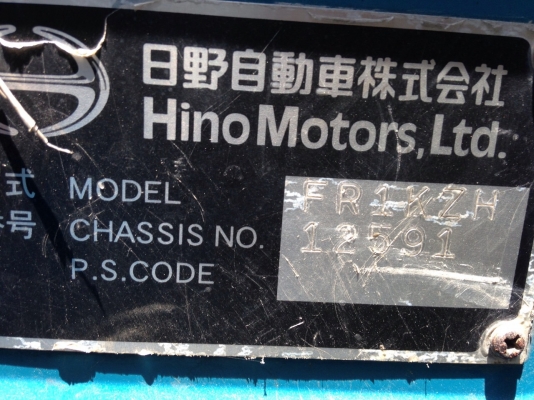 日野自動車株式会社
Hino Motors, Ltd.
式 MODEL FR1KZH
番号 CHASSIS NO. 12591
P.S.CODE